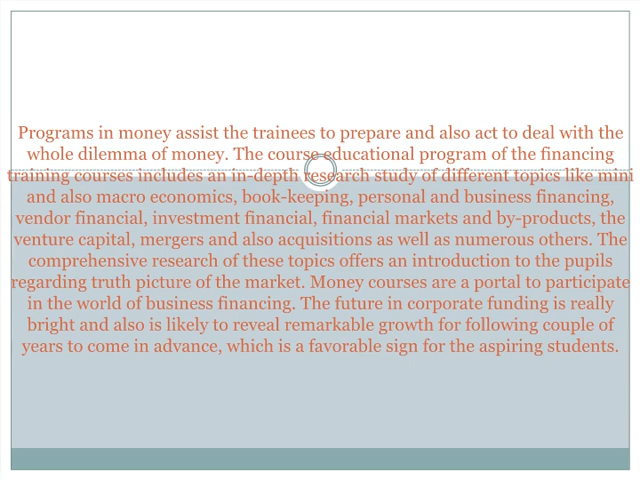 Programs in money assist the trainees to prepare and also act to deal with the
whole dilemma of money. The course educational program of the financing
training courses includes an in-depth research study of different topics like mini
and also macro economics, book-keeping, personal and business financing,
vendor financial, investment financial, financial markets and by-products, the
venture capital, mergers and also acquisitions as well as numerous others. The
comprehensive research of these topics offers an introduction to the pupils
regarding truth picture of the market. Money courses are a portal to participate
in the world of business financing. The future in corporate funding is really
bright and also is likely to reveal remarkable growth for following couple of
years to come in advance, which is a favorable sign for the aspiring students.